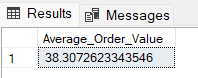 Results Messages
Average_Order_Value
1 38.3072623343546